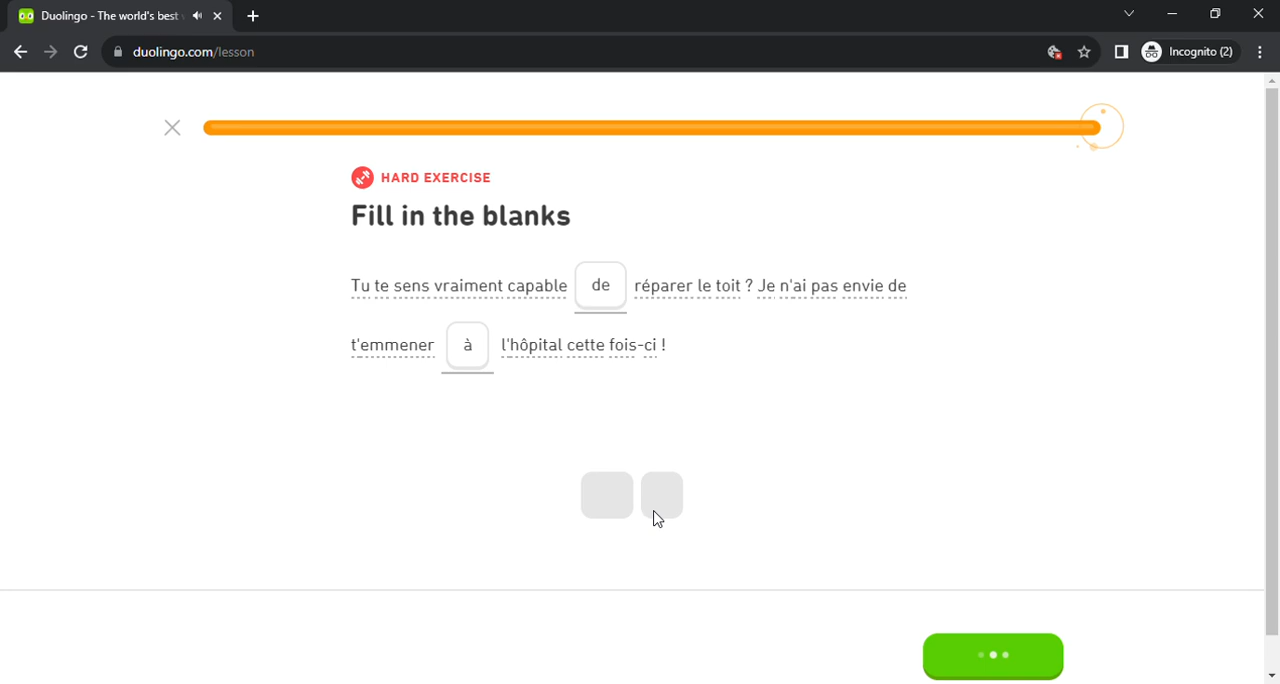 Duolingo - The world's best
duolingo.com/lesson
Incognito (2)
HARD EXERCISE
Fill in the blanks
Tu te sens vraiment capable de réparer le toit ? Je n'ai pas envie de
t'emmener à l'hôpital cette fois-ci !